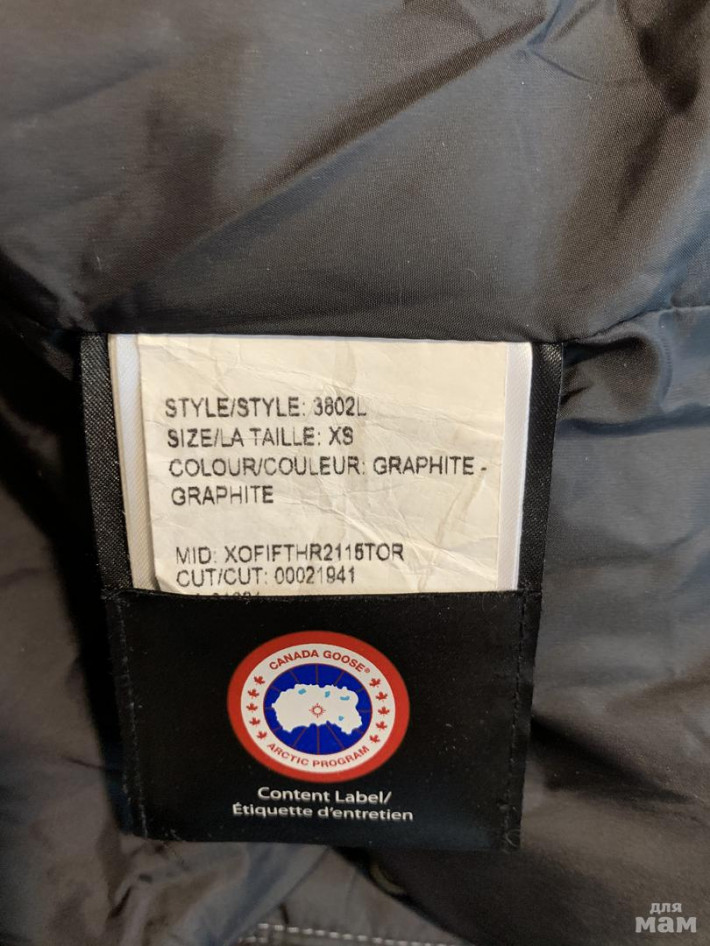 STYLE/STYLE: 3802L
SIZE/LA TAILLE: XS
COLOUR/COULEUR: GRAPHITE -
GRAPHITE
MID: XOFIFTHR2115TOR
CUT/CUT: 00021941
CANADA GOOSE®
ARCTIC PROGRAM
Content Label/
Étiquette d'entretien
для
мам